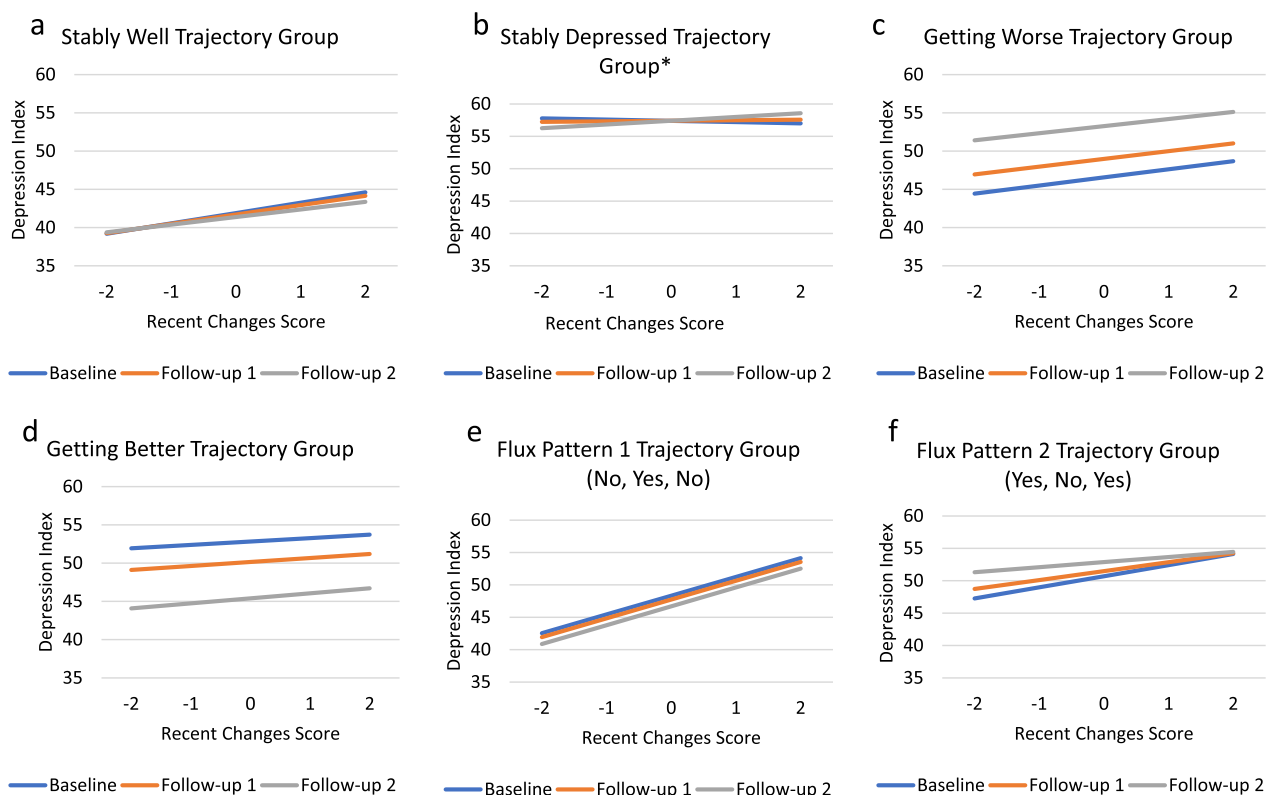 a
Stably Well Trajectory Group
60
55
50
45
40
35
Depression Index
-2 -1 0 1 2
Recent Changes Score
Baseline Follow-up 1 Follow-up 2
b
Stably Depressed Trajectory
Group*
60
55
50
45
40
35
Depression Index
-2 -1 0 1 2
Recent Changes Score
Baseline Follow-up 1 Follow-up 2
c
Getting Worse Trajectory Group
60
55
50
45
40
35
Depression Index
-2 -1 0 1 2
Recent Changes Score
Baseline Follow-up 1 Follow-up 2
d
Getting Better Trajectory Group
60
55
50
45
40
35
Depression Index
-2 -1 0 1 2
Recent Changes Score
Baseline Follow-up 1 Follow-up 2
e
Flux Pattern 1 Trajectory Group
(No, Yes, No)
60
55
50
45
40
35
Depression Index
-2 -1 0 1 2
Recent Changes Score
Baseline Follow-up 1 Follow-up 2
f
Flux Pattern 2 Trajectory Group
(Yes, No, Yes)
60
55
50
45
40
35
Depression Index
-2 -1 0 1 2
Recent Changes Score
Baseline Follow-up 1 Follow-up 2